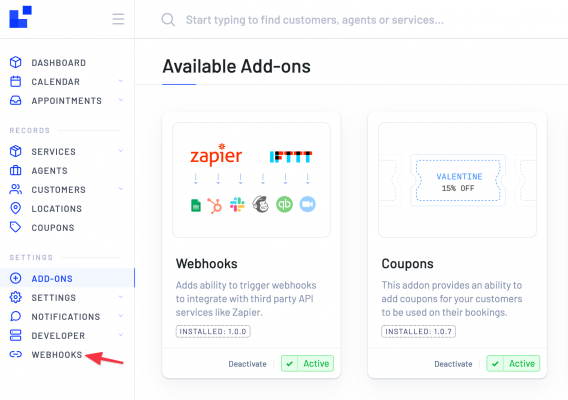 Start typing to find customers, agents or services...
DASHBOARD
CALENDAR
APPOINTMENTS
RECORDS
SERVICES
AGENTS
CUSTOMERS
LOCATIONS
COUPONS
SETTINGS
ADD-ONS
SETTINGS
NOTIFICATIONS
DEVELOPER
WEBHOOKS
Available Add-ons
zapier
IFTTT
qb
Webhooks
Adds ability to trigger webhooks
to integrate with third party API
services like Zapier.
INSTALLED: 1.0.0
Deactivate
Active
VALENTINE
15% OFF
Coupons
This addon provides an ability to
add coupons for your customers
to be used on their bookings.
INSTALLED: 1.0.7
Deactivate
Active